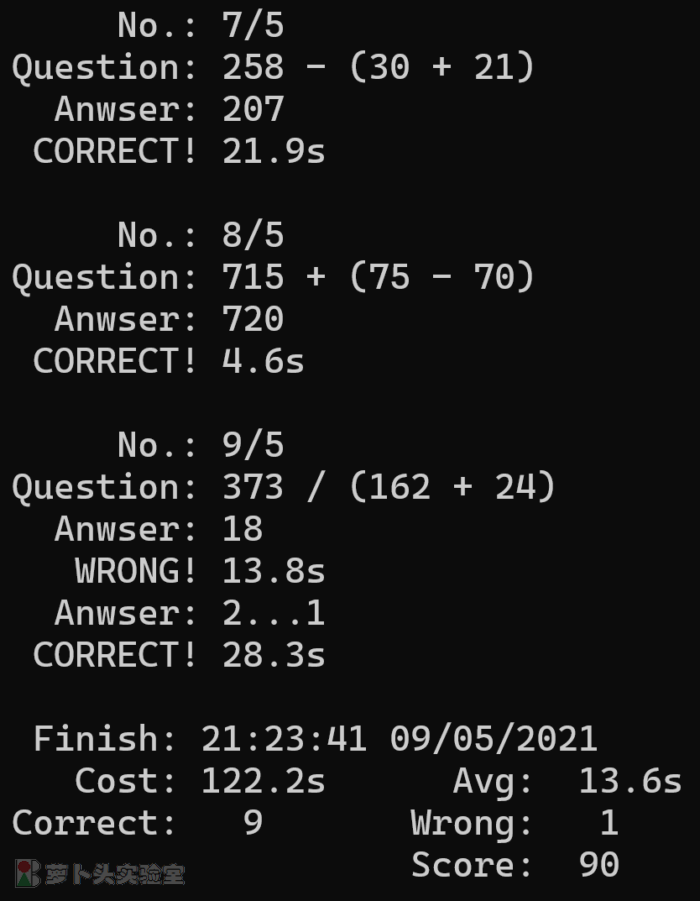 No.: 7/5
Question: 258 - (30 + 21)
Anwser: 207
CORRECT! 21.9s
No.: 8/5
Question: 715 + (75 - 70)
Anwser: 720
CORRECT! 4.6s
No.: 9/5
Question: 373 / (162 + 24)
Anwser: 18
WRONG! 13.8s
Anwser: 2...1
CORRECT! 28.3s
Finish: 21:23:41 09/05/2021
Cost: 122.2s Avg: 13.6s
Correct: 9 Wrong: 1
Score: 90
萝卜头实验室